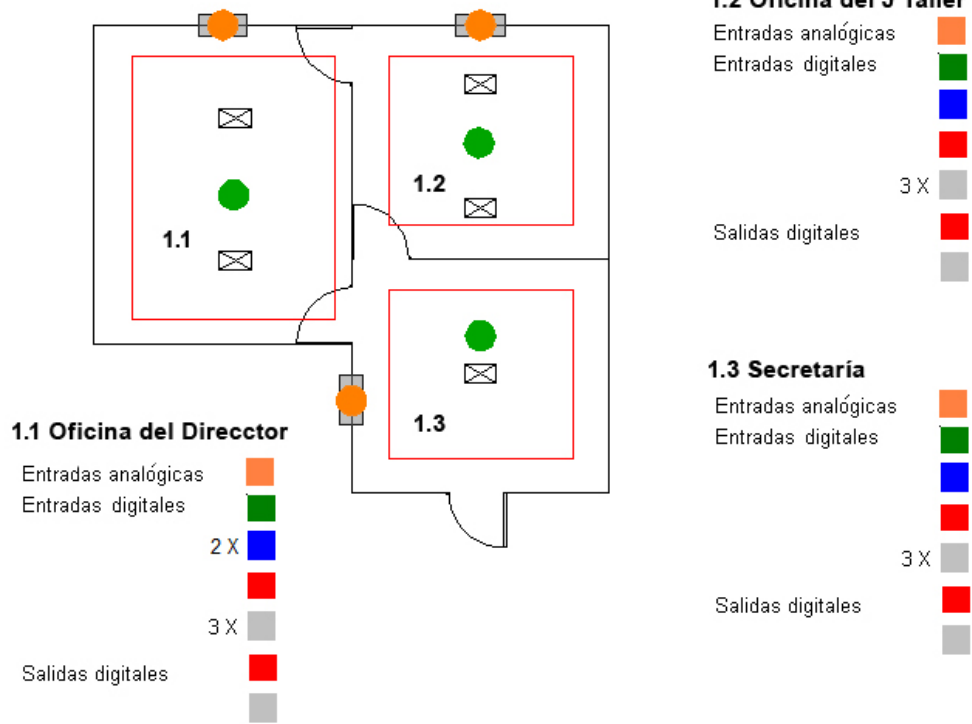 1.2 Oficina del J Taller
Entradas analógicas
Entradas digitales
3 X
Salidas digitales
1.1
1.2
1.3
1.3 Secretaría
Entradas analógicas
Entradas digitales
3 X
Salidas digitales
1.1 Oficina del Direcctor
Entradas analógicas
Entradas digitales
2 X
3 X
Salidas digitales